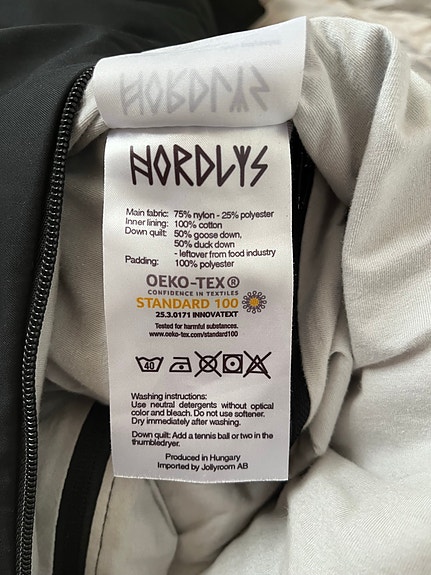 NORDLYS
Main fabric: 75% nylon - 25% polyester
Inner lining: 100% cotton
Down quilt: 50% goose down,
50% duck down
- leftover from food industry
Padding: 100% polyester
OEKO-TEX®
CONFIDENCE IN TEXTILES
STANDARD 100
25.3.0171 INNOVATEXT
Tested for harmful substances.
www.oeko-tex.com/standard100
40
Washing instructions:
Use neutral detergents without optical
color and bleach. Do not use softener.
Dry immediately after washing.
Down quilt: Add a tennis ball or two in the
thumbledryer.
Produced in Hungary
Imported by Jollyroom AB